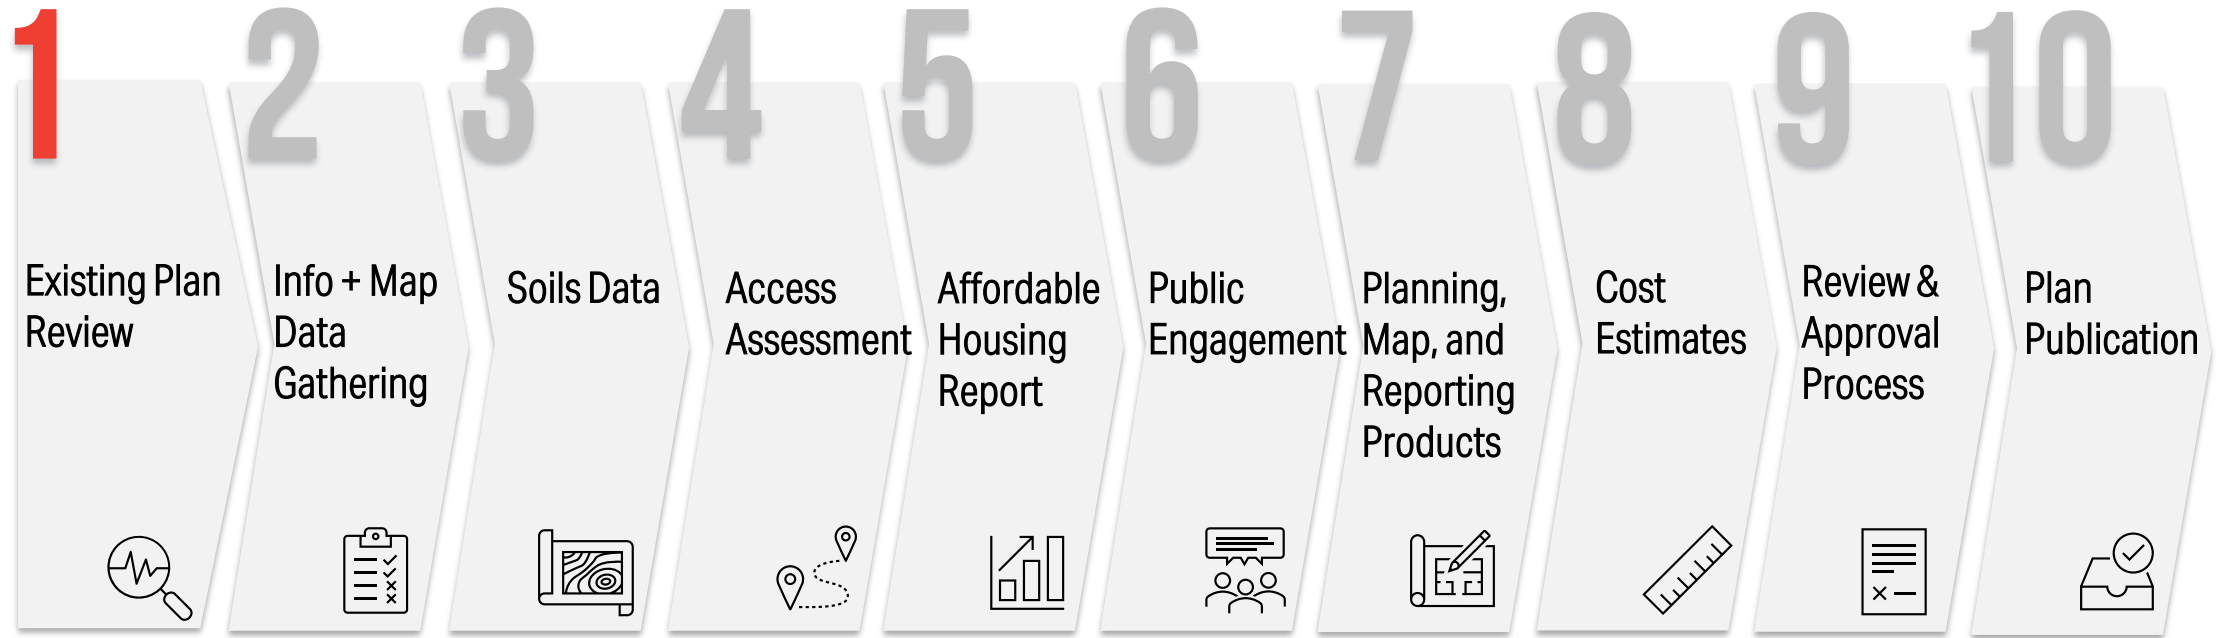 1
Existing Plan
Review
2
Info + Map
Data
Gathering
3
Soils Data
4
Access
Assessment
5
Affordable
Housing
Report
6
Public
Engagement
7
Planning,
Map, and
Reporting
Products
8
Cost
Estimates
9
Review &
Approval
Process
10
Plan
Publication